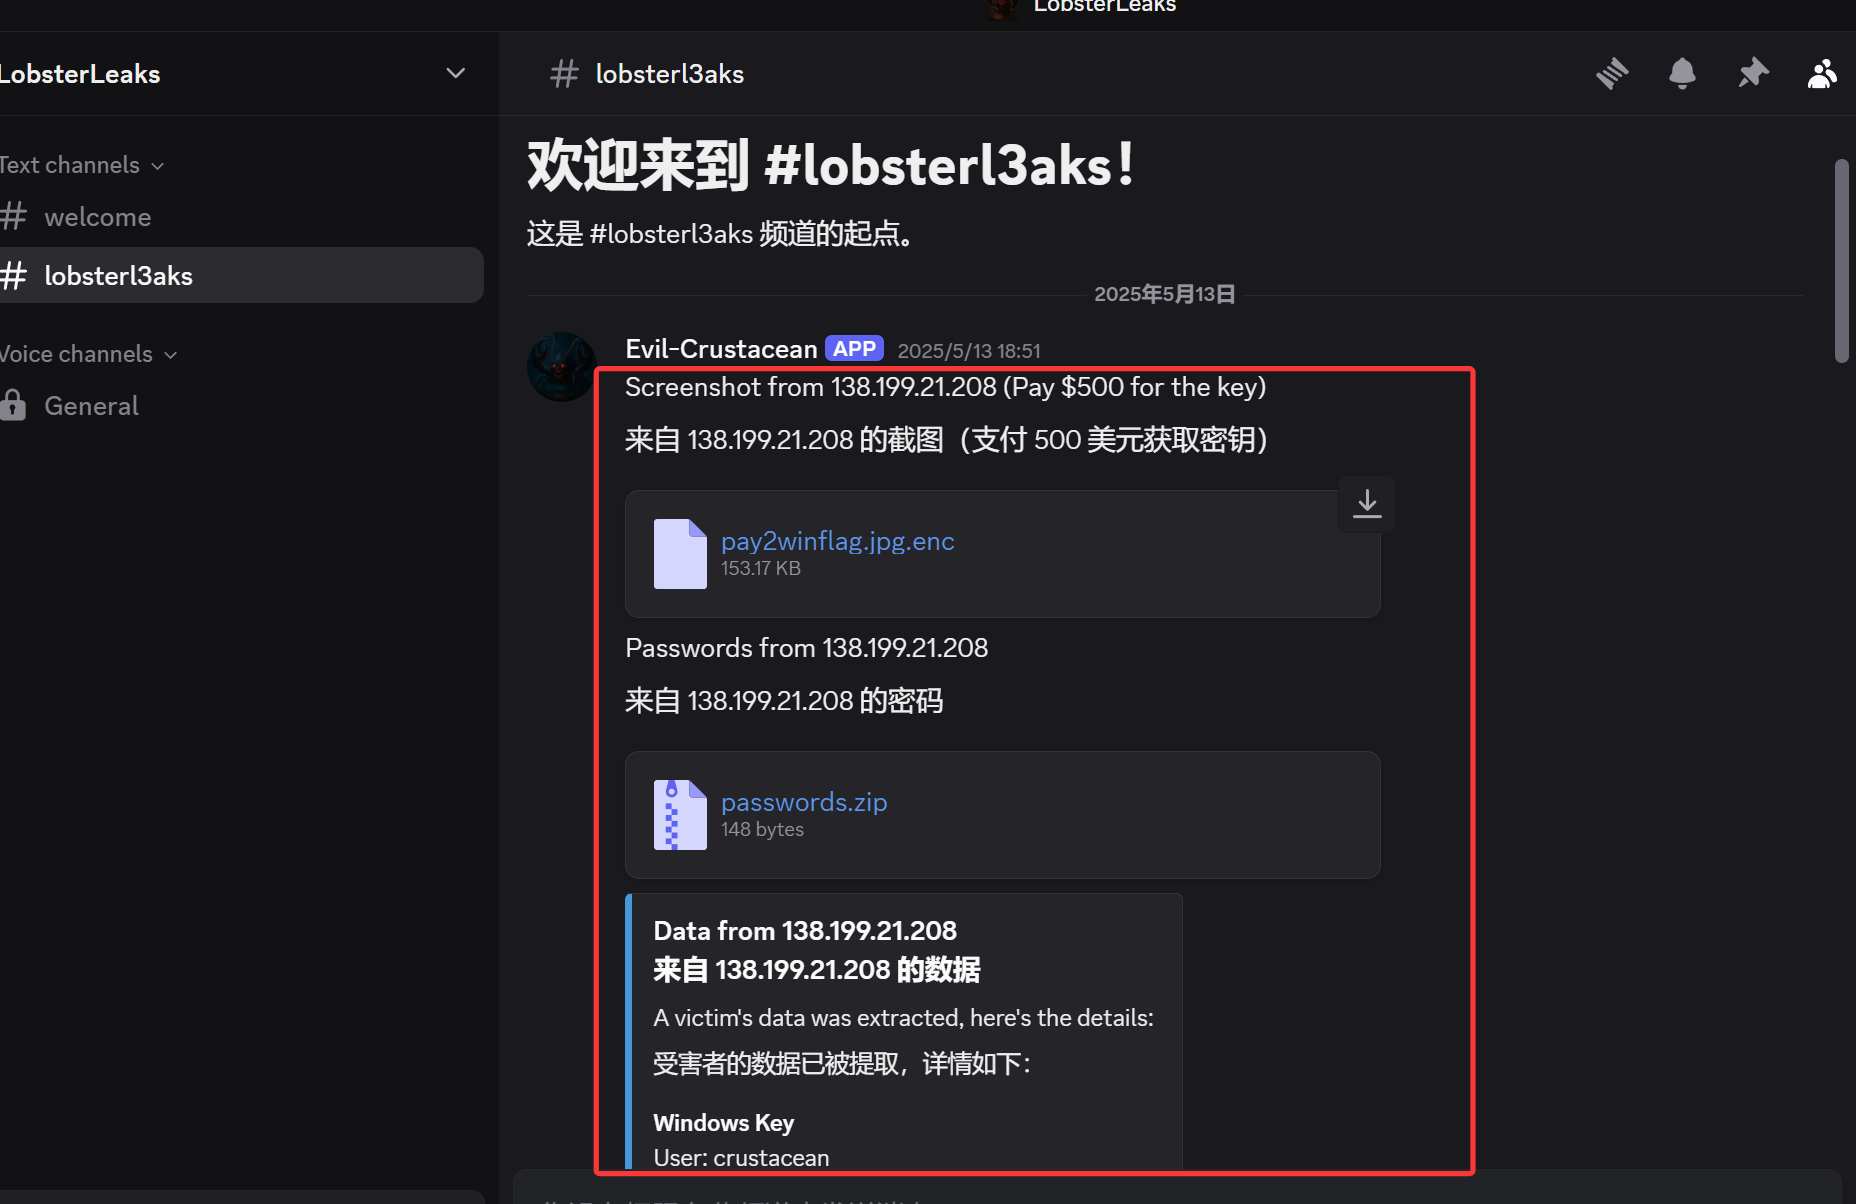 LobsterLeaks
LobsterLeaks
lobsterl3aks
Text channels
welcome
lobsterl3aks
Voice channels
General
欢迎来到 #lobsterl3aks！
这是 #lobsterl3aks 频道的起点。
2025年5月13日
Evil-Crustacean APP 2025/5/13 18:51
Screenshot from 138.199.21.208 (Pay $500 for the key)
来自 138.199.21.208 的截图（支付 500 美元获取密钥）
pay2winflag.jpg.enc
153.17 KB
Passwords from 138.199.21.208
来自 138.199.21.208 的密码
passwords.zip
148 bytes
Data from 138.199.21.208
来自 138.199.21.208 的数据
A victim's data was extracted, here's the details:
受害者的数据已被提取，详情如下：
Windows Key
User: crustacean